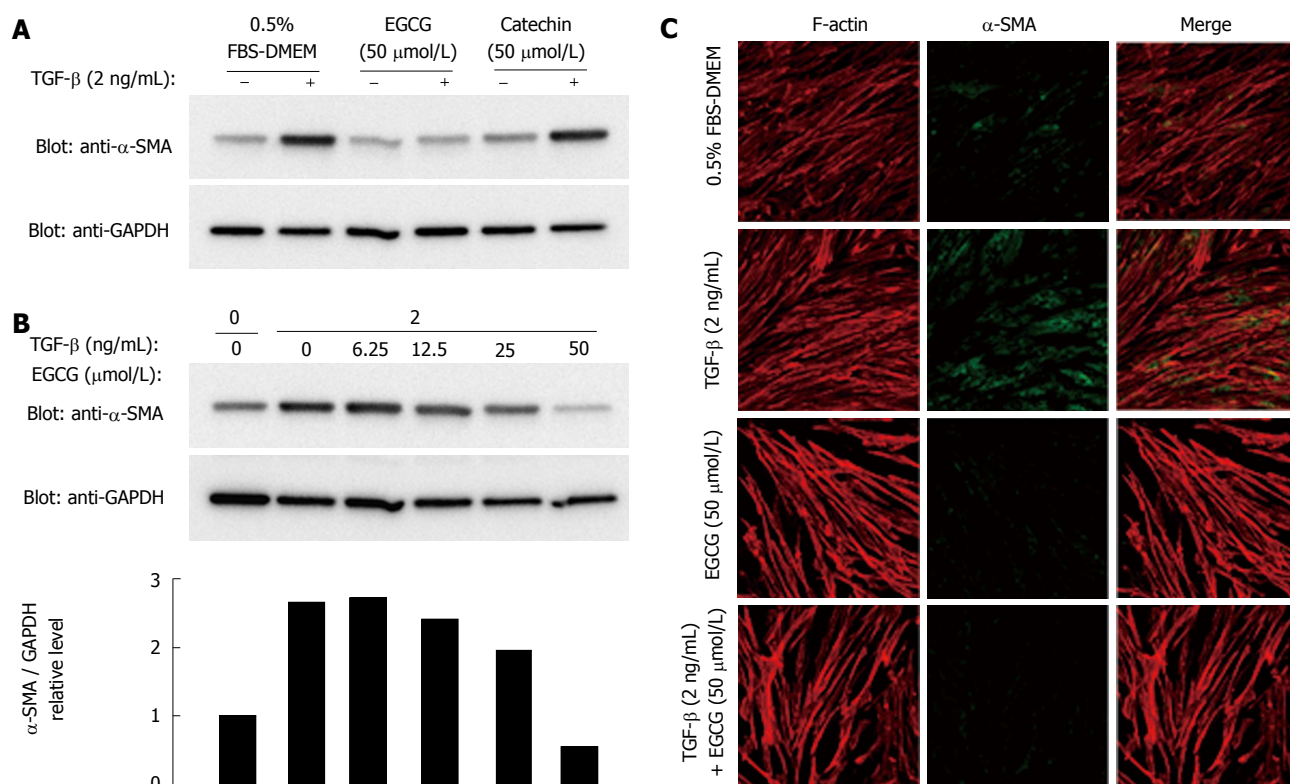 A
0.5%
FBS-DMEM
EGCG
(50 μmol/L)
Catechin
(50 μmol/L)
TGF-β (2 ng/mL):
– + – + – +
Blot: anti-α-SMA
Blot: anti-GAPDH
B
0 2
TGF-β (ng/mL):
0 0 6.25 12.5 25 50
EGCG (μmol/L):
Blot: anti-α-SMA
Blot: anti-GAPDH
3
2
1
0
α-SMA / GAPDH
relative level
C
F-actin α-SMA Merge
0.5% FBS-DMEM
TGF-β (2 ng/mL)
EGCG (50 μmol/L)
TGF-β (2 ng/mL)
+ EGCG (50 μmol/L)